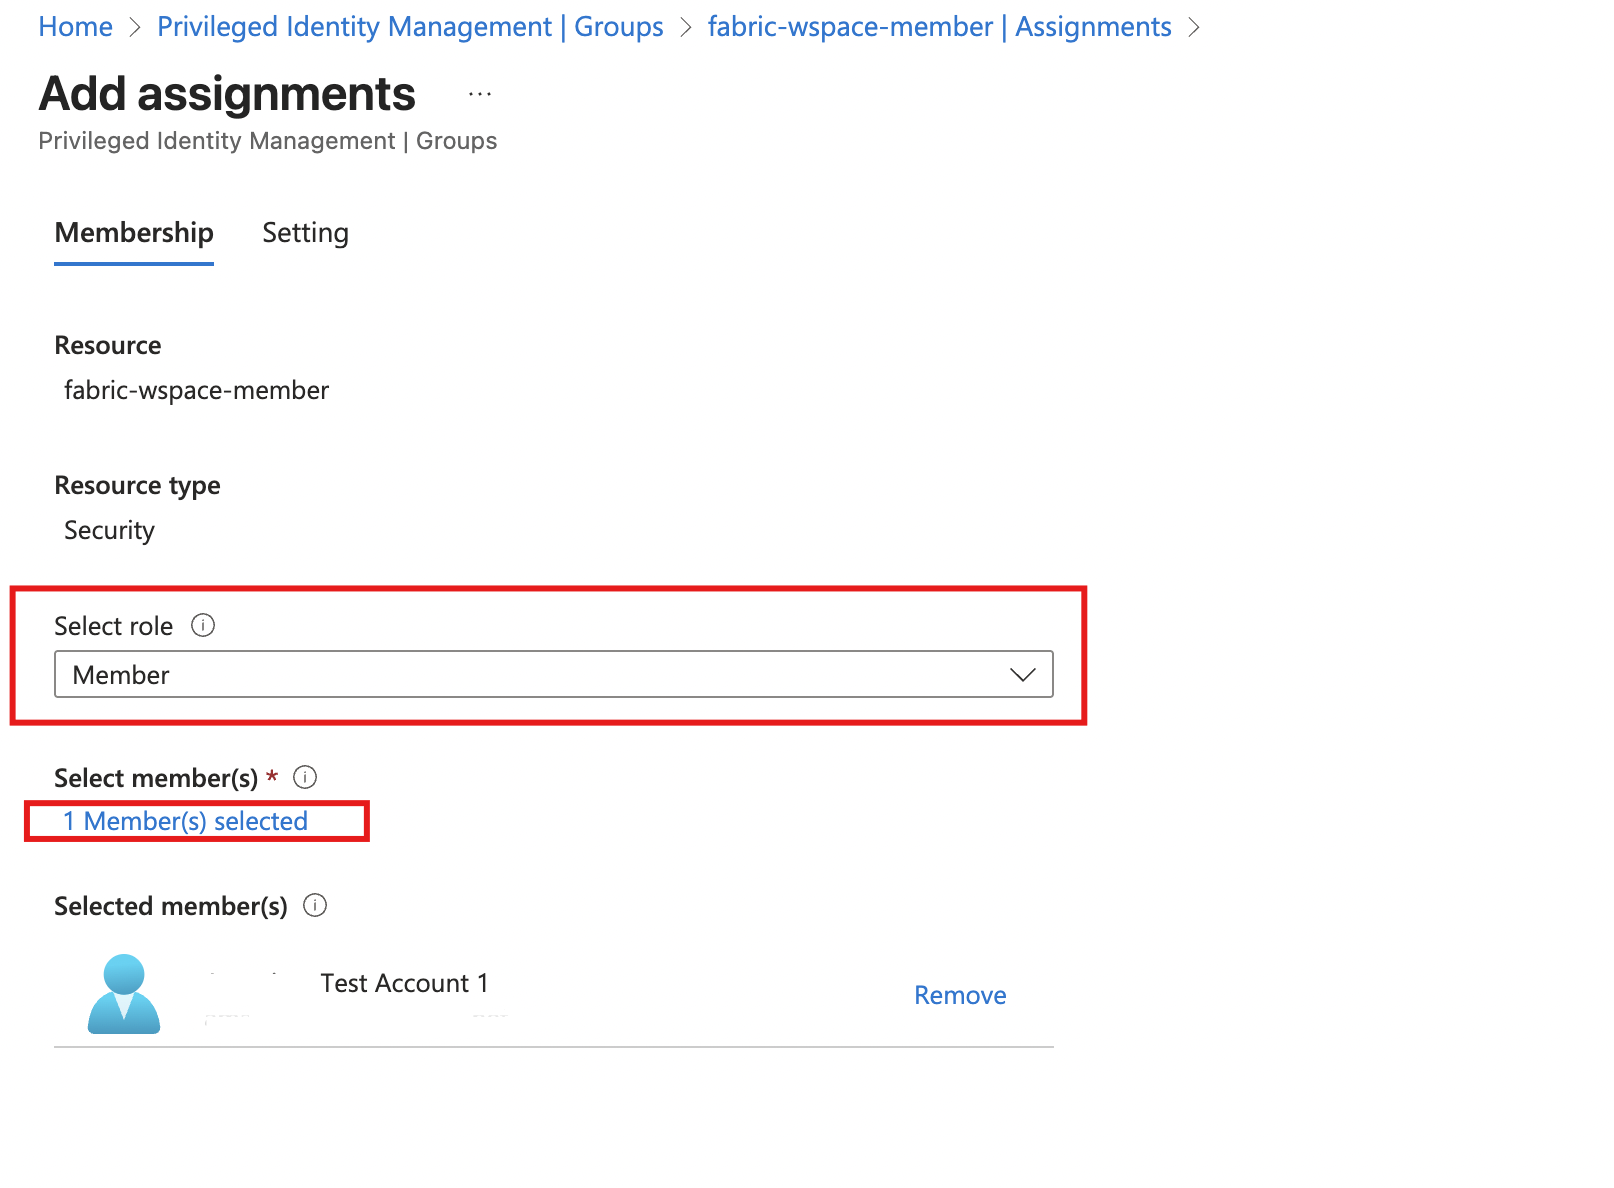 Home > Privileged Identity Management | Groups > fabric-wspace-member | Assignments >
Add assignments ...
Privileged Identity Management | Groups
Membership Setting
Resource
fabric-wspace-member
Resource type
Security
Select role
Member
Select member(s) *
1 Member(s) selected
Selected member(s)
Test Account 1
Remove